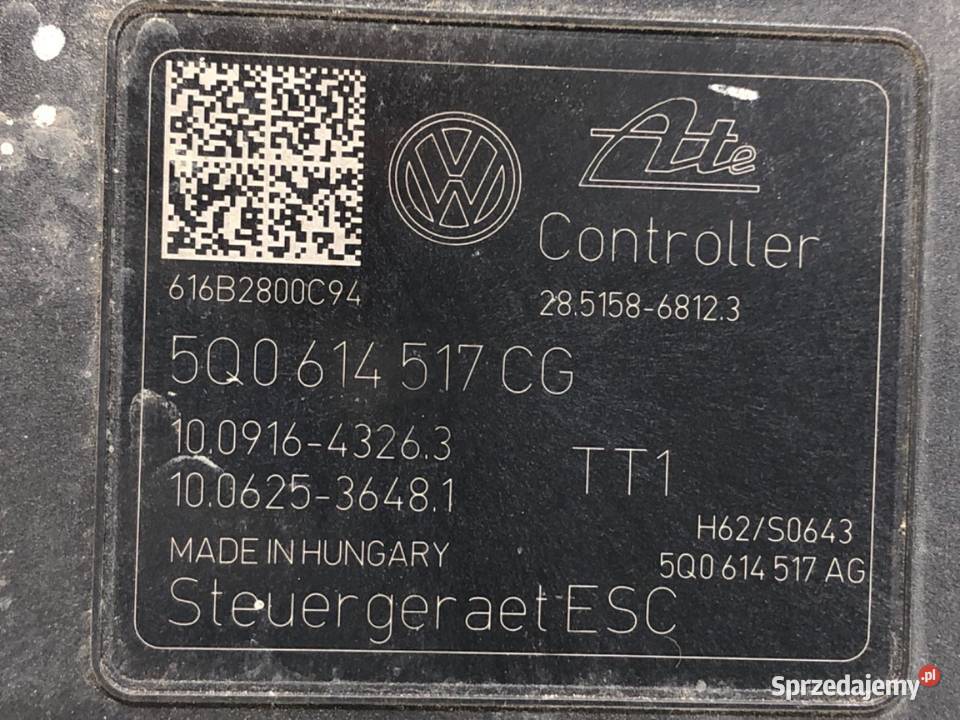 Ate
Controller
616B2800C94
28.5158-6812.3
5Q0 614 517 CG
10.0916-4326.3
TT1
10.0625-3648.1
H62/S0643
MADE IN HUNGARY
5Q0 614 517 AG
Steuergeraet ESC
Sprzedajemy.pl